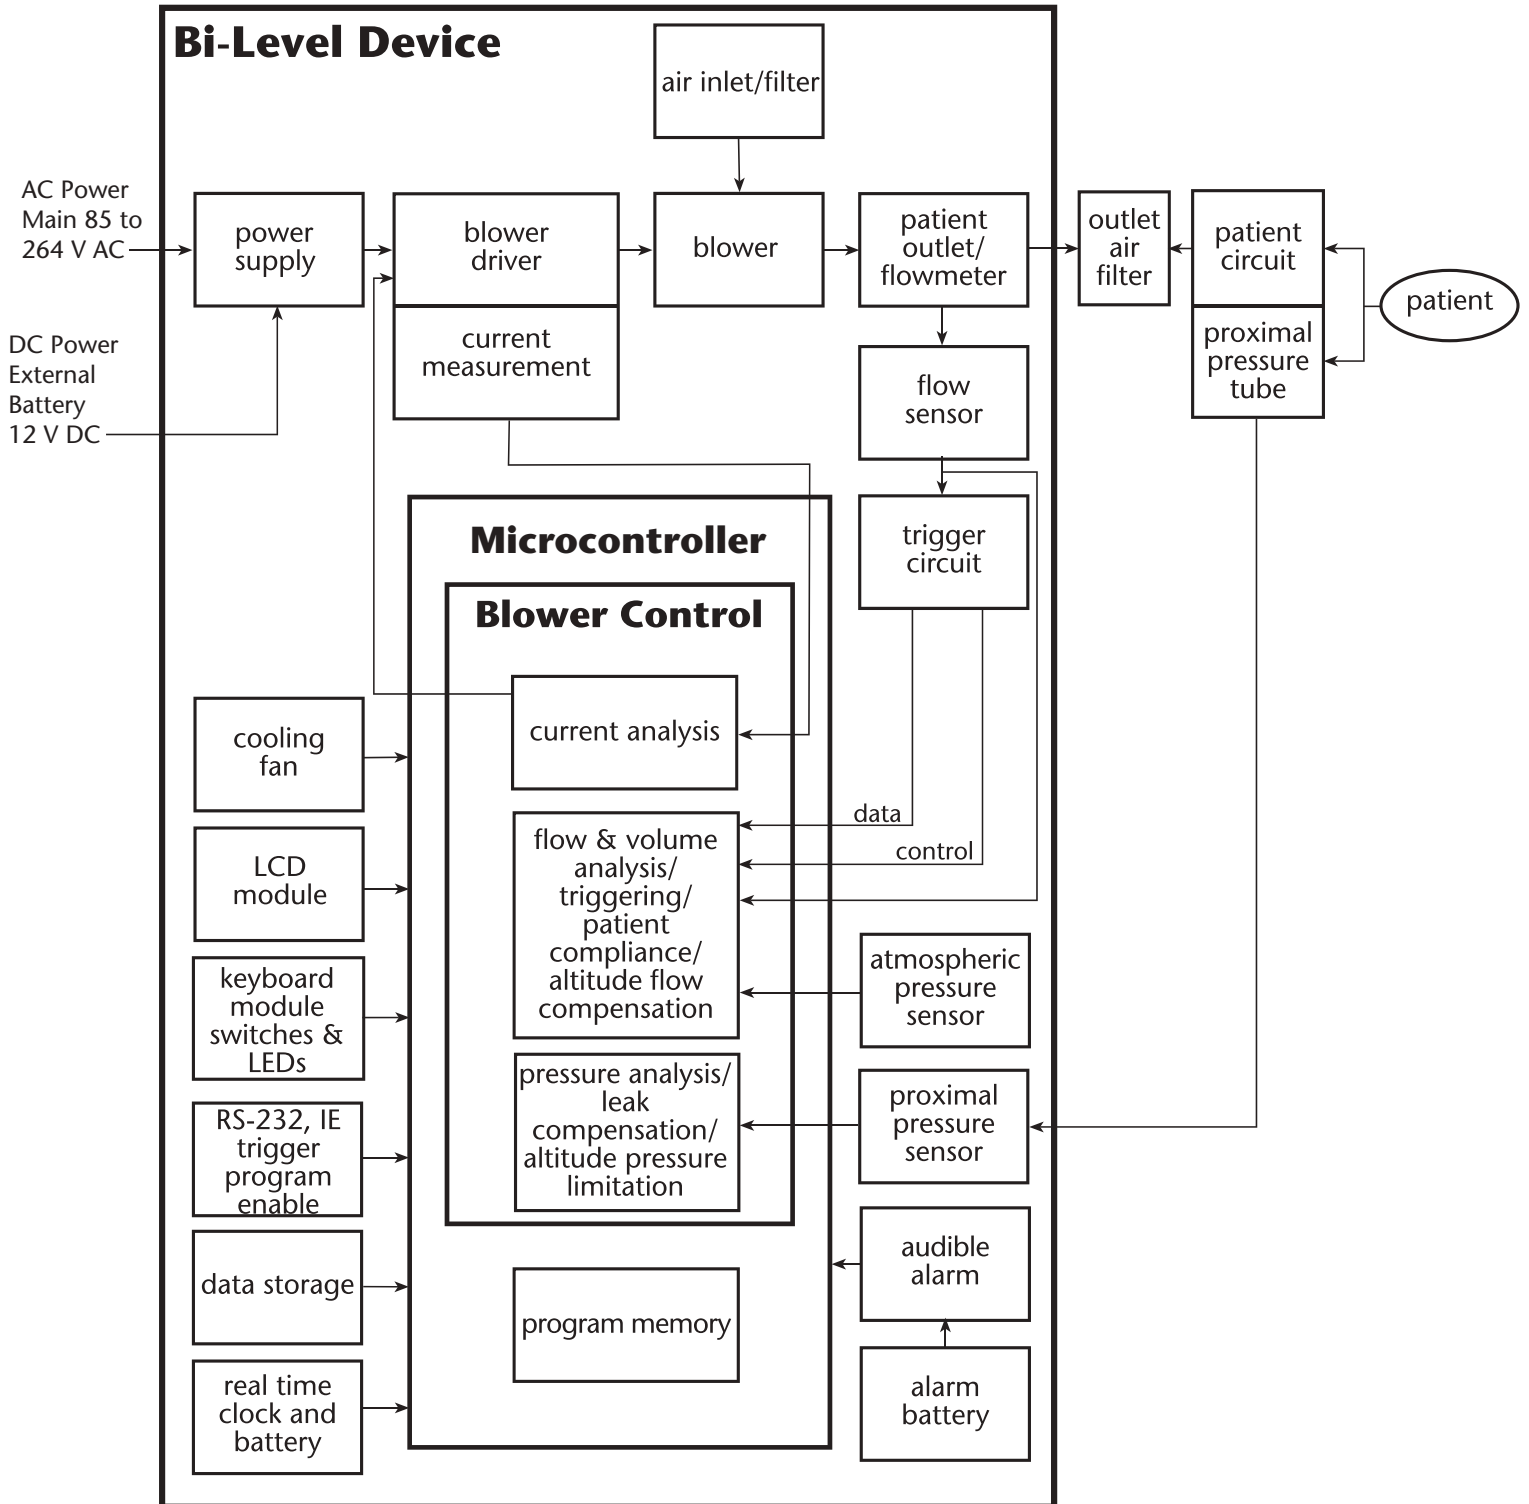 Bi-Level Device
air inlet/filter
AC Power
Main 85 to
264 V AC
power
supply
blower
driver
blower
patient
outlet/
flowmeter
outlet
air
filter
patient
circuit
patient
DC Power
External
Battery
12 V DC
current
measurement
flow
sensor
proximal
pressure
tube
trigger
circuit
Microcontroller
Blower Control
current analysis
data
control
flow & volume
analysis/
triggering/
patient
compliance/
altitude flow
compensation
pressure analysis/
leak
compensation/
altitude pressure
limitation
program memory
cooling
fan
LCD
module
keyboard
module
switches &
LEDs
RS-232, IE
trigger
program
enable
data storage
real time
clock and
battery
atmospheric
pressure
sensor
proximal
pressure
sensor
audible
alarm
alarm
battery